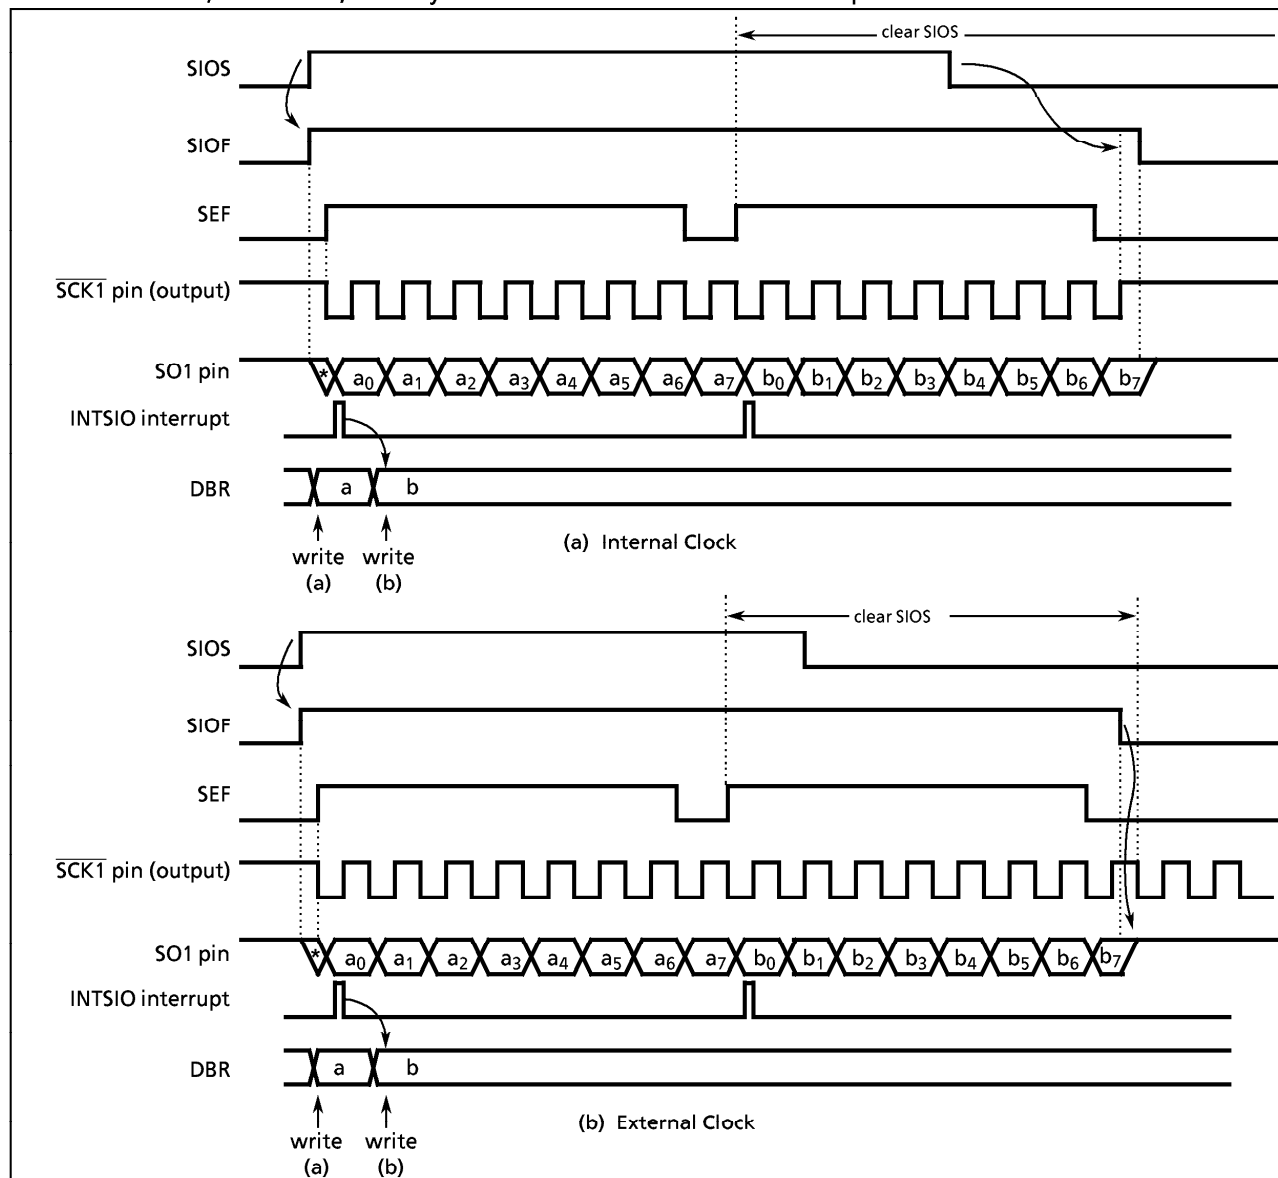 clear SIOS
SIOS
SIOF
SEF
SCK1 pin (output)
SO1 pin
* a0 a1 a2 a3 a4 a5 a6 a7 b0 b1 b2 b3 b4 b5 b6 b7
INTSIO interrupt
DBR
a b
write (a)
write (b)
(a) Internal Clock
clear SIOS
SIOS
SIOF
SEF
SCK1 pin (output)
SO1 pin
* a0 a1 a2 a3 a4 a5 a6 a7 b0 b1 b2 b3 b4 b5 b6 b7
INTSIO interrupt
DBR
a b
write (a)
write (b)
(b) External Clock